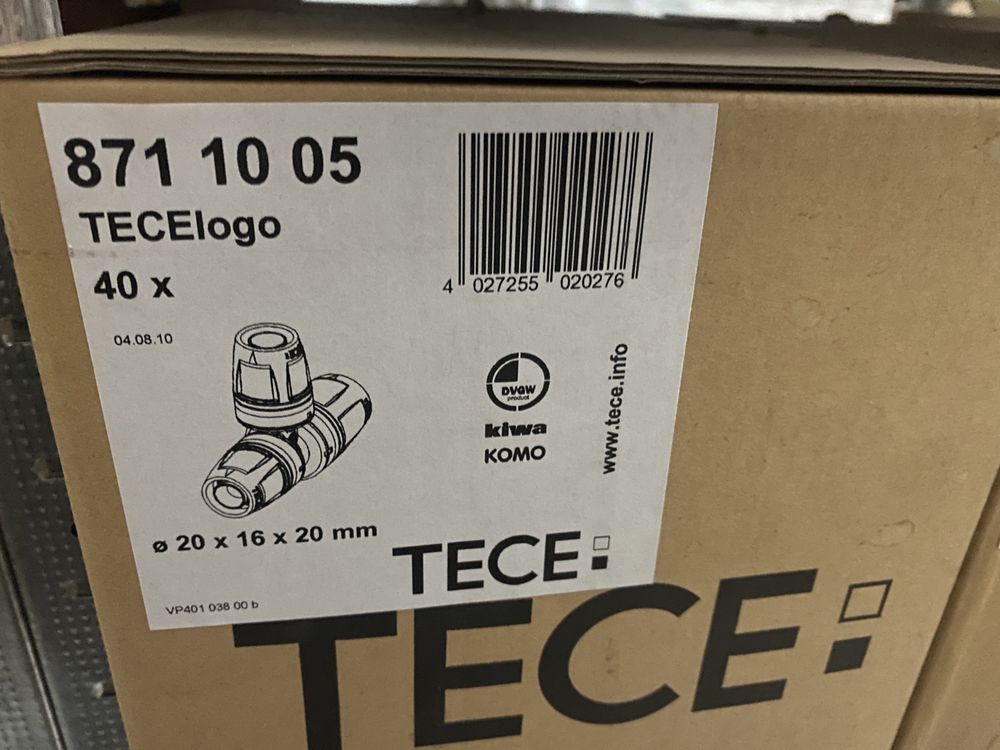 871 10 05
TECElogo
40 x
04.08.10
4 027255 020276
DVGW
product
kiwa
KOMO
www.tece.info
ø 20 x 16 x 20 mm
TECE
VP401 038 00 b
TECE